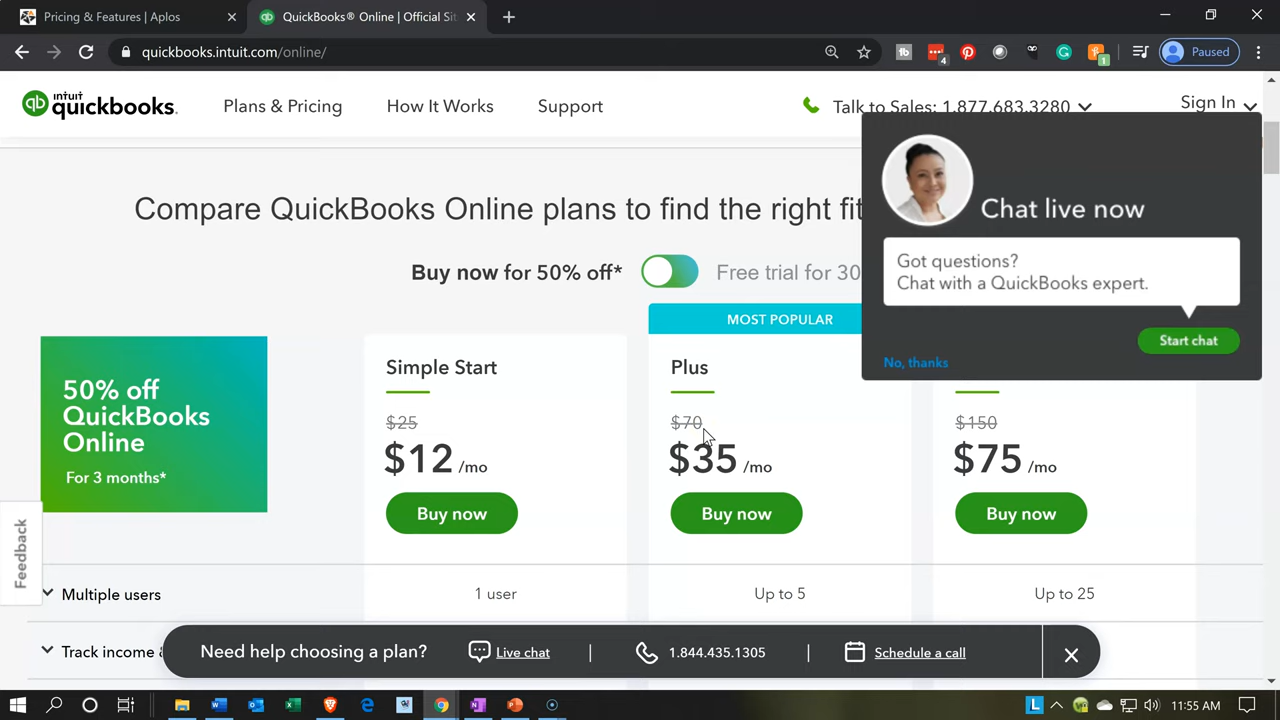 Pricing & Features | Aplos
QuickBooks® Online | Official Sit
quickbooks.intuit.com/online/
4
1
Paused
intuit
quickbooks.
qb
Plans & Pricing
How It Works
Support
Talk to Sales: 1.877.683.3280
Sign In
Compare QuickBooks Online plans to find the right fit
Chat live now
Got questions?
Chat with a QuickBooks expert.
Start chat
No, thanks
Buy now for 50% off*
Free trial for 30
MOST POPULAR
50% off
QuickBooks
Online
For 3 months*
Simple Start
$25
$12 /mo
Buy now
Plus
$70
$35 /mo
Buy now
$150
$75 /mo
Buy now
Feedback
Multiple users
1 user
Up to 5
Up to 25
Track income &
Need help choosing a plan?
Live chat
1.844.435.1305
Schedule a call
11:55 AM